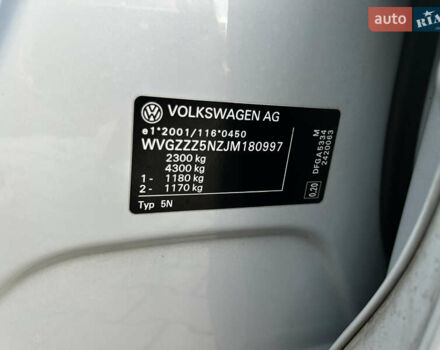 auto RIA
VOLKSWAGEN AG
e1*2001/116*0450
WVGZZZ5NZJM180997
2300 kg
4300 kg
1- 1180 kg
2- 1170 kg
Typ 5N
DFGA5334 M
2420063
0.20